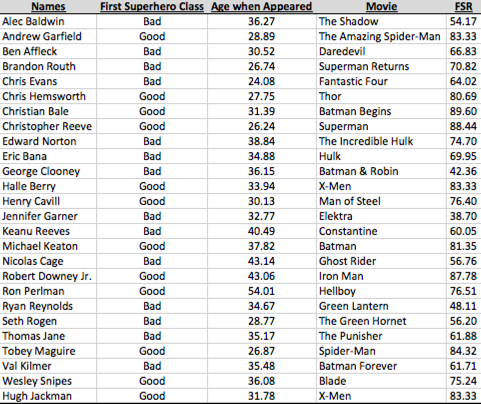 Names First Superhero Class Age when Appeared Movie FSR
Alec Baldwin Bad 36.27 The Shadow 54.17
Andrew Garfield Good 28.89 The Amazing Spider-Man 83.33
Ben Affleck Bad 30.52 Daredevil 66.83
Brandon Routh Bad 26.74 Superman Returns 70.82
Chris Evans Bad 24.08 Fantastic Four 64.02
Chris Hemsworth Good 27.75 Thor 80.69
Christian Bale Good 31.39 Batman Begins 89.60
Christopher Reeve Good 26.24 Superman 88.44
Edward Norton Bad 38.84 The Incredible Hulk 74.70
Eric Bana Bad 34.88 Hulk 69.95
George Clooney Bad 36.15 Batman & Robin 42.36
Halle Berry Good 33.94 X-Men 83.33
Henry Cavill Good 30.13 Man of Steel 76.40
Jennifer Garner Bad 32.77 Elektra 38.70
Keanu Reeves Bad 40.49 Constantine 60.05
Michael Keaton Good 37.82 Batman 81.35
Nicolas Cage Bad 43.14 Ghost Rider 56.76
Robert Downey Jr. Good 43.06 Iron Man 87.78
Ron Perlman Good 54.01 Hellboy 76.51
Ryan Reynolds Bad 34.67 Green Lantern 48.11
Seth Rogen Bad 28.77 The Green Hornet 56.20
Thomas Jane Bad 35.17 The Punisher 61.88
Tobey Maguire Good 26.87 Spider-Man 84.32
Val Kilmer Bad 35.48 Batman Forever 61.71
Wesley Snipes Good 36.08 Blade 75.24
Hugh Jackman Good 31.78 X-Men 83.33